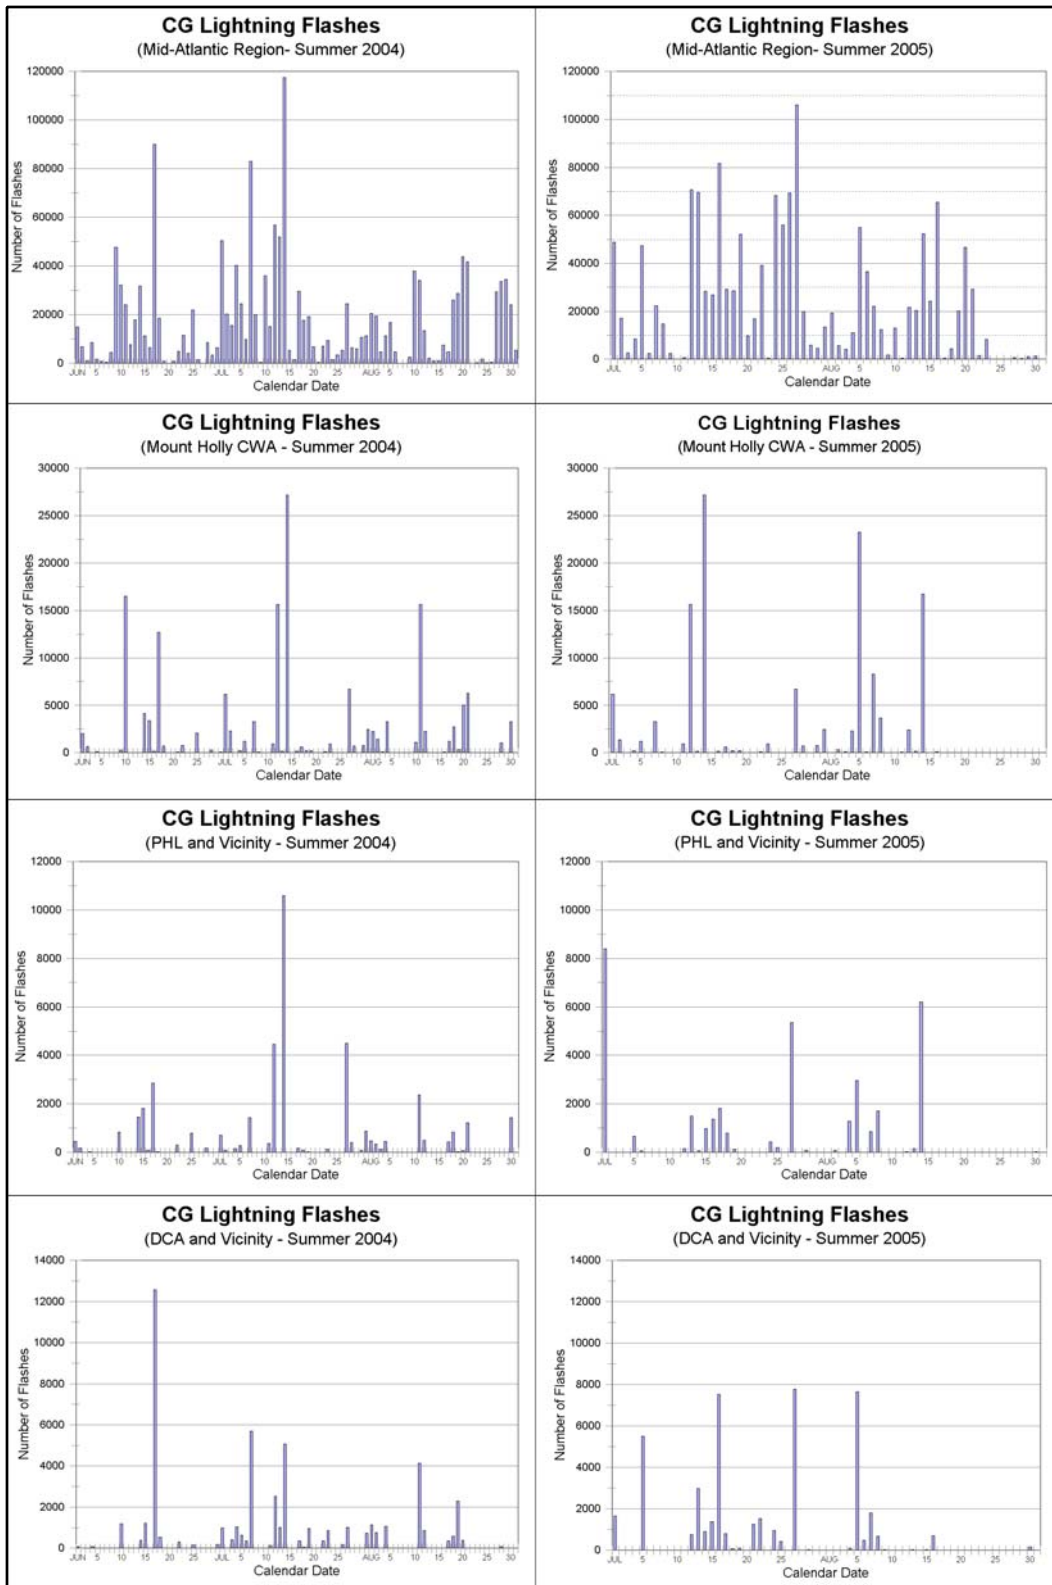 CG Lightning Flashes
(Mid-Atlantic Region- Summer 2004)
120000
100000
80000
60000
40000
20000
0
Number of Flashes
JUN 5 10 15 20 25 JUL 5 10 15 20 25 AUG 5 10 15 20 25 30
Calendar Date
CG Lightning Flashes
(Mid-Atlantic Region - Summer 2005)
120000
100000
80000
60000
40000
20000
0
Number of Flashes
JUL 5 10 15 20 25 AUG 5 10 15 20 25 30
Calendar Date
CG Lightning Flashes
(Mount Holly CWA - Summer 2004)
30000
25000
20000
15000
10000
5000
0
Number of Flashes
JUN 5 10 15 20 25 JUL 5 10 15 20 25 AUG 5 10 15 20 25 30
Calendar Date
CG Lightning Flashes
(Mount Holly CWA - Summer 2005)
30000
25000
20000
15000
10000
5000
0
Number of Flashes
JUL 5 10 15 20 25 AUG 5 10 15 20 25 30
Calendar Date
CG Lightning Flashes
(PHL and Vicinity - Summer 2004)
12000
10000
8000
6000
4000
2000
0
Number of Flashes
JUN 5 10 15 20 25 JUL 5 10 15 20 25 AUG 5 10 15 20 25 30
Calendar Date
CG Lightning Flashes
(PHL and Vicinity - Summer 2005)
12000
10000
8000
6000
4000
2000
0
Number of Flashes
JUL 5 10 15 20 25 AUG 5 10 15 20 25 30
Calendar Date
CG Lightning Flashes
(DCA and Vicinity - Summer 2004)
14000
12000
10000
8000
6000
4000
2000
0
Number of Flashes
JUN 5 10 15 20 25 JUL 5 10 15 20 25 AUG 5 10 15 20 25 30
Calendar Date
CG Lightning Flashes
(DCA and Vicinity - Summer 2005)
14000
12000
10000
8000
6000
4000
2000
0
Number of Flashes
JUL 5 10 15 20 25 AUG 5 10 15 20 25 30
Calendar Date